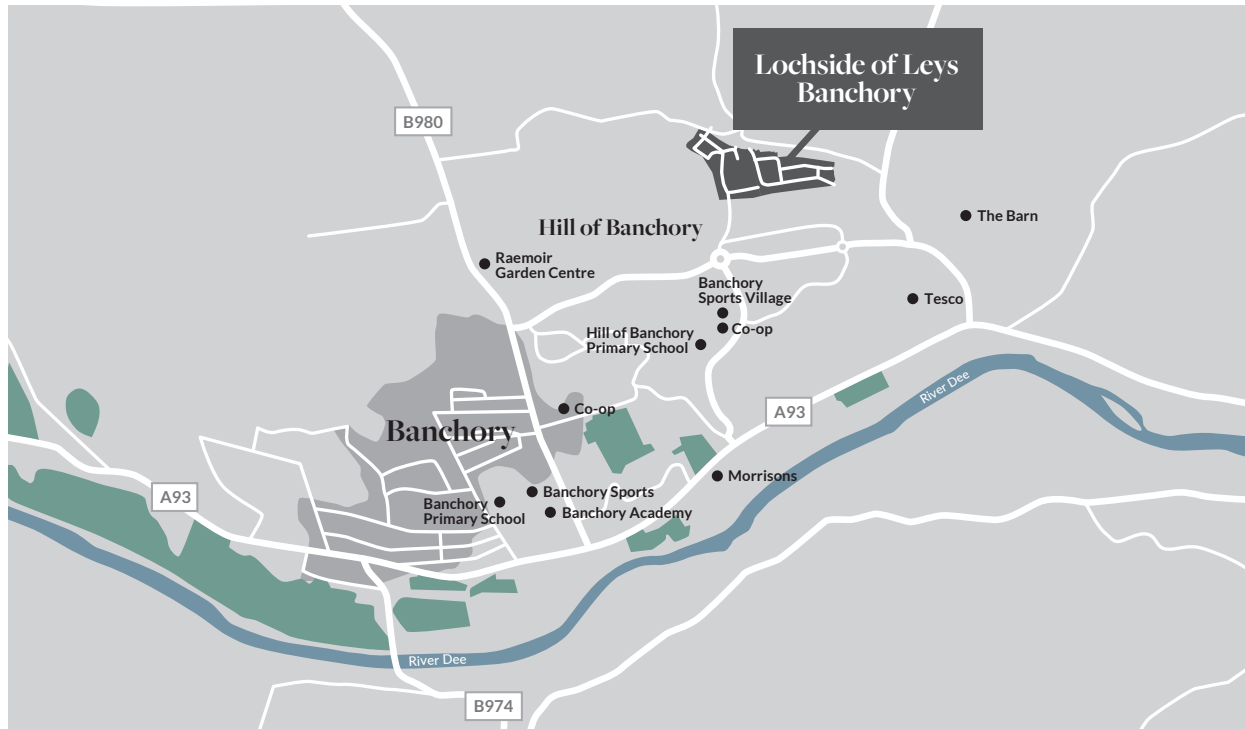 Lochside of Leys
Banchory
B980
The Barn
Hill of Banchory
Raemoir
Garden Centre
Banchory
Sports Village
Tesco
Co-op
Hill of Banchory
Primary School
River Dee
A93
Co-op
Banchory
Morrisons
A93
Banchory Sports
Banchory
Primary School
Banchory Academy
River Dee
B974